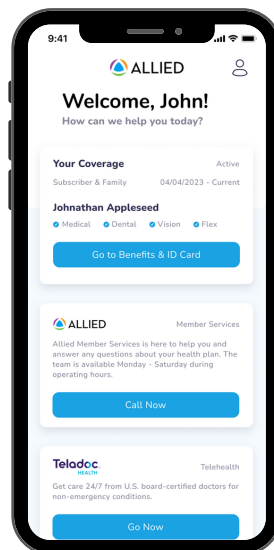 9:41
ALLIED
Welcome, John!
How can we help you today?
Your Coverage Active
Subscriber & Family 04/04/2023 - Current
Johnathan Appleseed
Medical Dental Vision Flex
Go to Benefits & ID Card
ALLIED Member Services
Allied Member Services is here to help you and
answer any questions about your health plan. The
team is available Monday - Saturday during
operating hours.
Call Now
Teladoc. Telehealth
HEALTH
Get care 24/7 from U.S. board-certified doctors for
non-emergency conditions.
Go Now